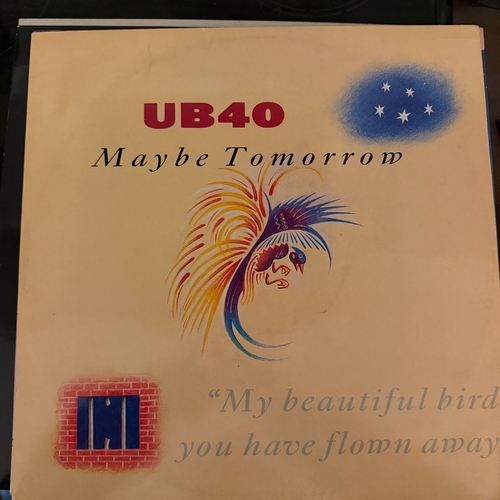 UB40
Maybe Tomorrow
“My beautiful bird
you have flown away